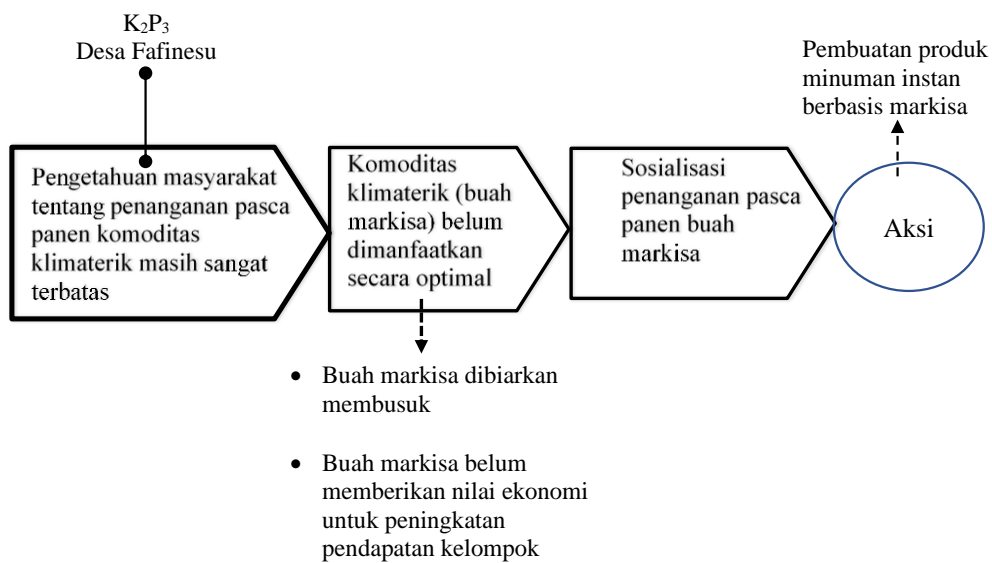 K₂P₃
Desa Fafinesu
Pengetahuan masyarakat
tentang penanganan pasca
panen komoditas
klimaterik masih sangat
terbatas
Komoditas
klimaterik (buah
markisa) belum
dimanfaatkan
secara optimal
• Buah markisa dibiarkan
membusuk
• Buah markisa belum
memberikan nilai ekonomi
untuk peningkatan
pendapatan kelompok
Sosialisasi
penanganan pasca
panen buah
markisa
Aksi
Pembuatan produk
minuman instan
berbasis markisa